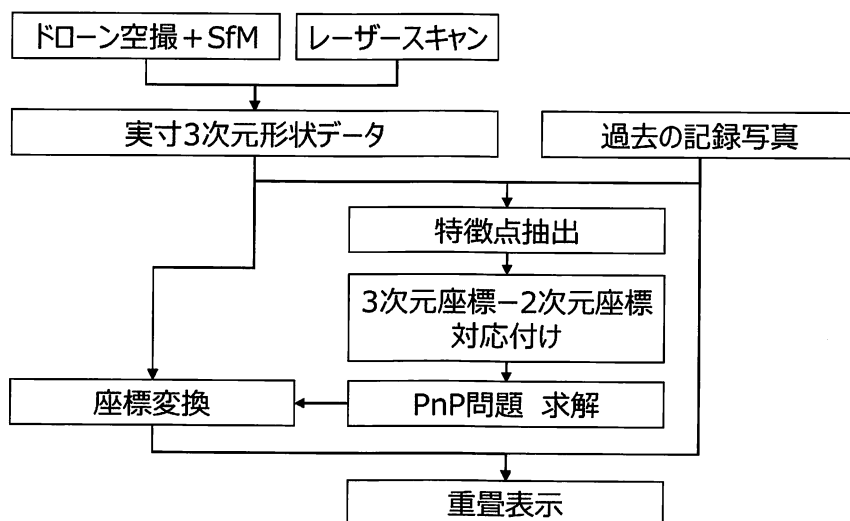 ドローン空撮＋SfM
レーザースキャン
実寸3次元形状データ
過去の記録写真
特徴点抽出
3次元座標－2次元座標
対応付け
座標変換
PnP問題 求解
重畳表示